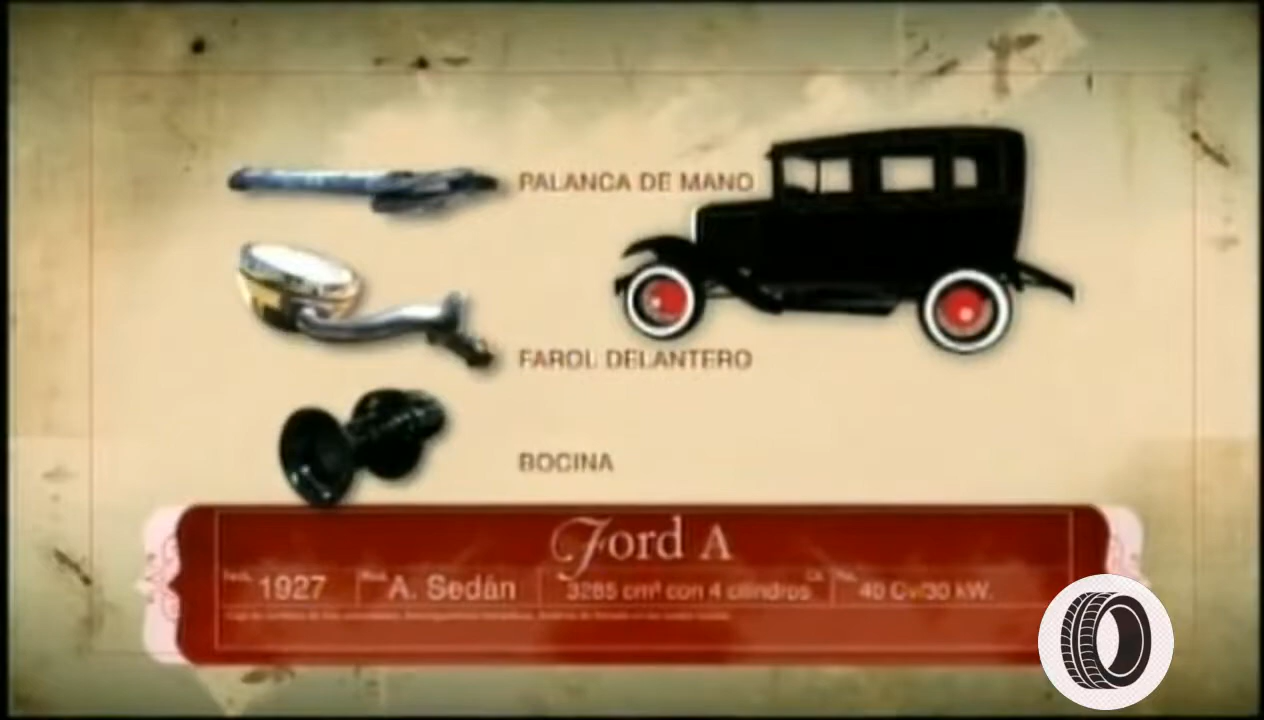 PALANCA DE MANO
FAROL DELANTERO
BOCINA
Ford A
1927 A. Sedán 3285 cm³ con 4 cilindros 40 Cv/30 kW.